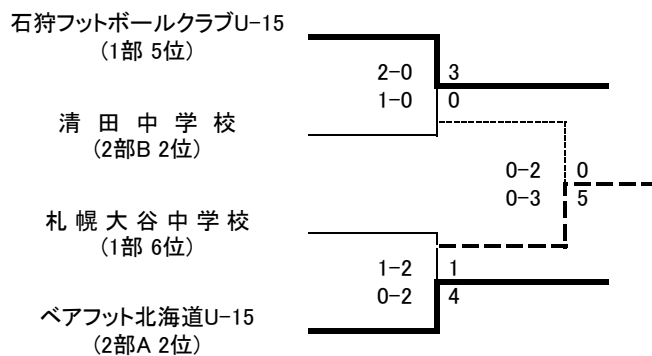 石狩フットボールクラブU-15
(1部 5位)
2-0 3
1-0 0
清 田 中 学 校
(2部B 2位)
0-2 0
0-3 5
札 幌 大 谷 中 学 校
(1部 6位)
1-2 1
0-2 4
ベアフット北海道U-15
(2部A 2位)